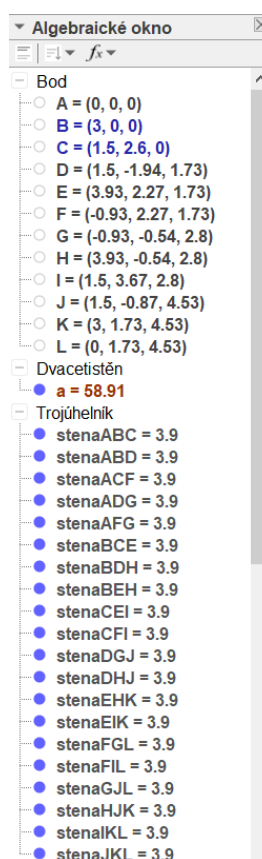 Algebraické okno
fx
Bod
A = (0, 0, 0)
B = (3, 0, 0)
C = (1.5, 2.6, 0)
D = (1.5, -1.94, 1.73)
E = (3.93, 2.27, 1.73)
F = (-0.93, 2.27, 1.73)
G = (-0.93, -0.54, 2.8)
H = (3.93, -0.54, 2.8)
I = (1.5, 3.67, 2.8)
J = (1.5, -0.87, 4.53)
K = (3, 1.73, 4.53)
L = (0, 1.73, 4.53)
Dvacetistěn
a = 58.91
Trojúhelník
stenaABC = 3.9
stenaABD = 3.9
stenaACF = 3.9
stenaADG = 3.9
stenaAFG = 3.9
stenaBCE = 3.9
stenaBDH = 3.9
stenaBEH = 3.9
stenaCEI = 3.9
stenaCFI = 3.9
stenaDGJ = 3.9
stenaDHJ = 3.9
stenaEHK = 3.9
stenaEIK = 3.9
stenaFGL = 3.9
stenaFIL = 3.9
stenaGJL = 3.9
stenaHJK = 3.9
stenaIKL = 3.9
stenaJKL = 3.9